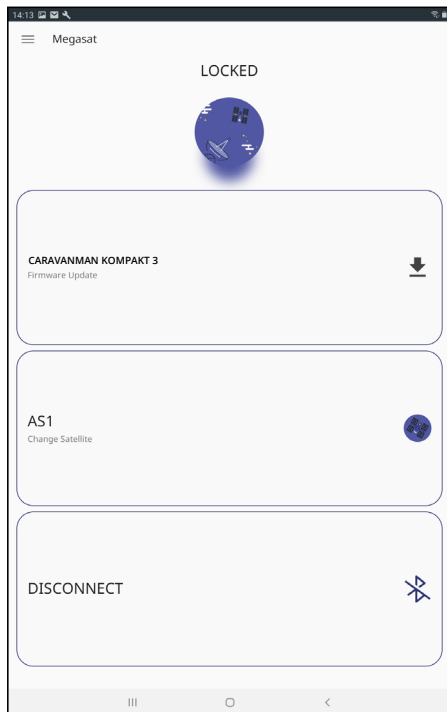 14:13
Megasat
LOCKED
CARAVANMAN KOMPAKT 3
Firmware Update
AS1
Change Satellite
DISCONNECT